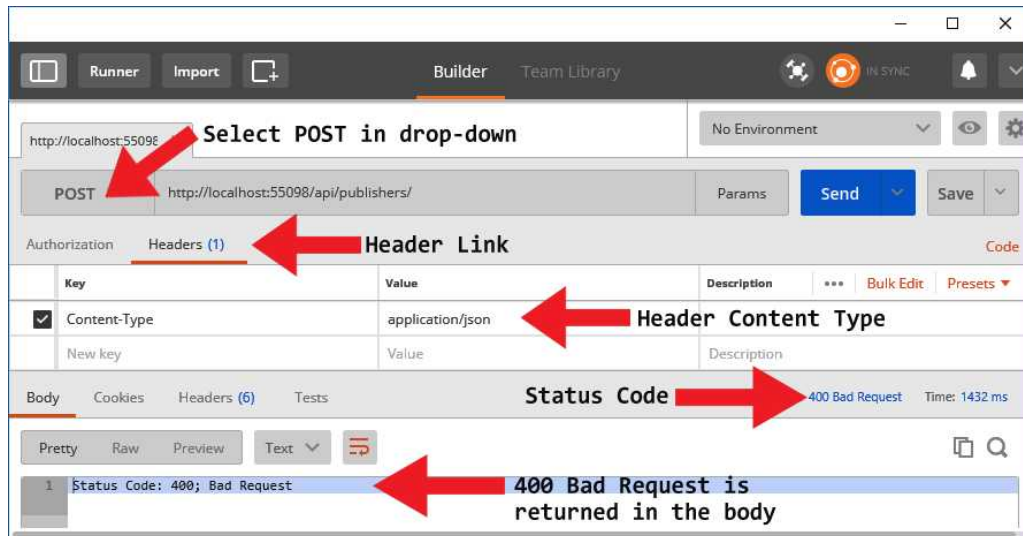 Runner Import Builder Team Library IN SYNC
http://localhost:5509 Select POST in drop-down No Environment
POST http://localhost:55098/api/publishers/ Params Send Save
Authorization Headers (1) Header Link Code
Key Value Description ••• Bulk Edit Presets
Content-Type application/json Header Content Type
New key Value Description
Body Cookies Headers (6) Tests Status Code 400 Bad Request Time: 1432 ms
Pretty Raw Preview Text
1 Status Code: 400; Bad Request 400 Bad Request is
returned in the body